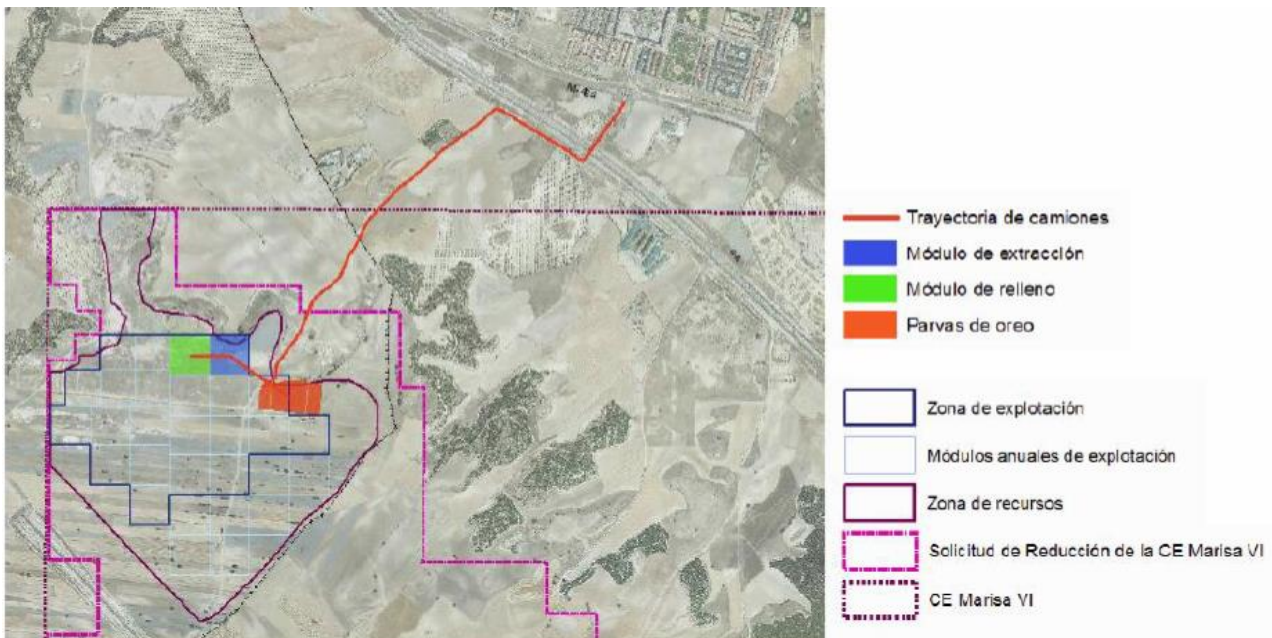 Trayectoria de camiones
Módulo de extracción
Módulo de relleno
Parvas de oreo
Zona de explotación
Módulos anuales de explotación
Zona de recursos
Solicitud de Reducción de la CE Marisa VI
CE Marisa VI